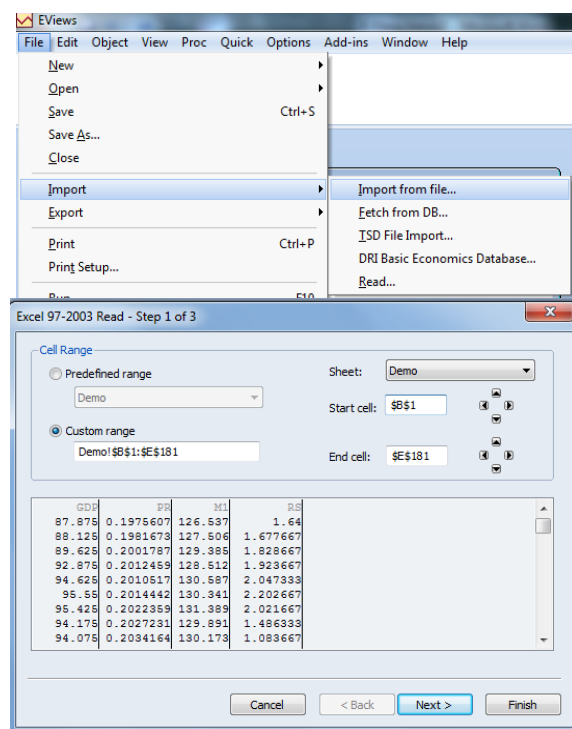 EViews
File Edit Object View Proc Quick Options Add-ins Window Help
New
Open
Save Ctrl+S
Save As...
Close
Import
Import from file...
Export
Fetch from DB...
TSD File Import...
Print Ctrl+P
DRI Basic Economics Database...
Print Setup...
Read...
Run F10
Excel 97-2003 Read - Step 1 of 3
Cell Range
Predefined range
Sheet: Demo
Demo
Start cell: $B$1
Custom range
Demo!$B$1:$E$181
End cell: $E$181
GDP PR M1 RS
87.875 0.1975607 126.537 1.64
88.125 0.1981673 127.506 1.677667
89.625 0.2001787 129.385 1.828667
92.875 0.2012459 128.512 1.923667
94.625 0.2010517 130.587 2.047333
95.55 0.2014442 130.341 2.202667
95.425 0.2022359 131.389 2.021667
94.175 0.2027231 129.891 1.486333
94.075 0.2034164 130.173 1.083667
Cancel < Back Next > Finish